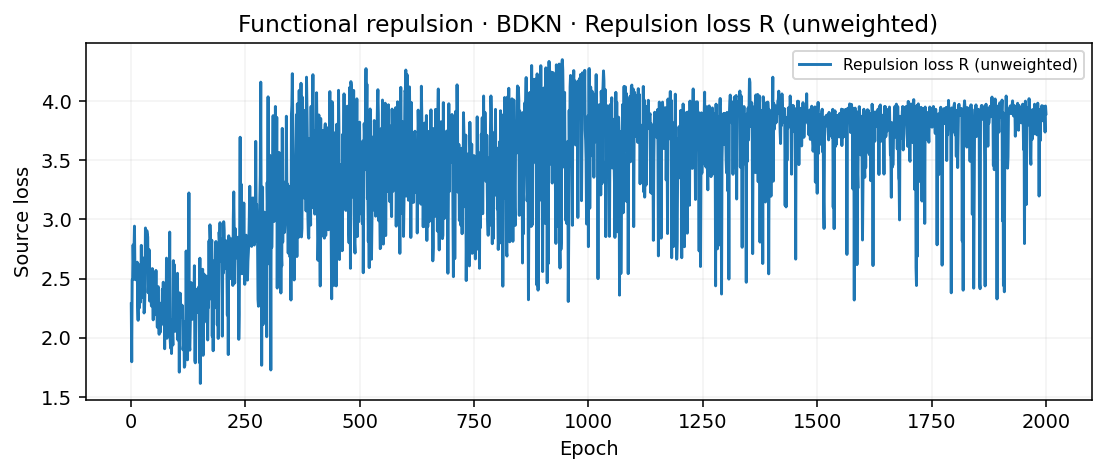 Functional repulsion · BDKN · Repulsion loss R (unweighted)
Repulsion loss R (unweighted)
Source loss
4.0
3.5
3.0
2.5
2.0
1.5
0 250 500 750 1000 1250 1500 1750 2000
Epoch